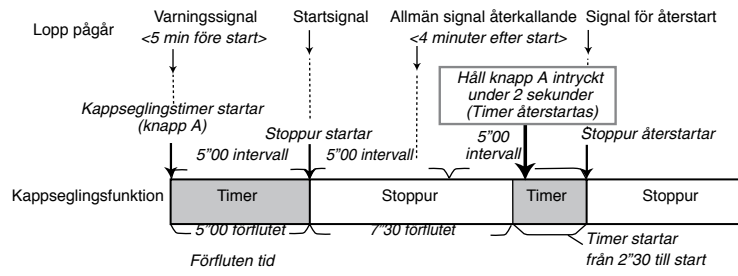 Lopp pågår
Varningssignal
<5 min före start>
Startsignal
Allmän signal återkallande
<4 minuter efter start>
Signal för återstart
Håll knapp A intryckt
under 2 sekunder
(Timer återstartas)
Kappseglingstimer startar
(knapp A)
Stoppur startar
5"00
intervall
Stoppur återstartar
5"00 intervall
5"00 intervall
Kappseglingsfunktion
Timer
Stoppur
Timer
Stoppur
5"00 förflutet
7"30 förflutet
Timer startar
från 2"30 till start
Förfluten tid